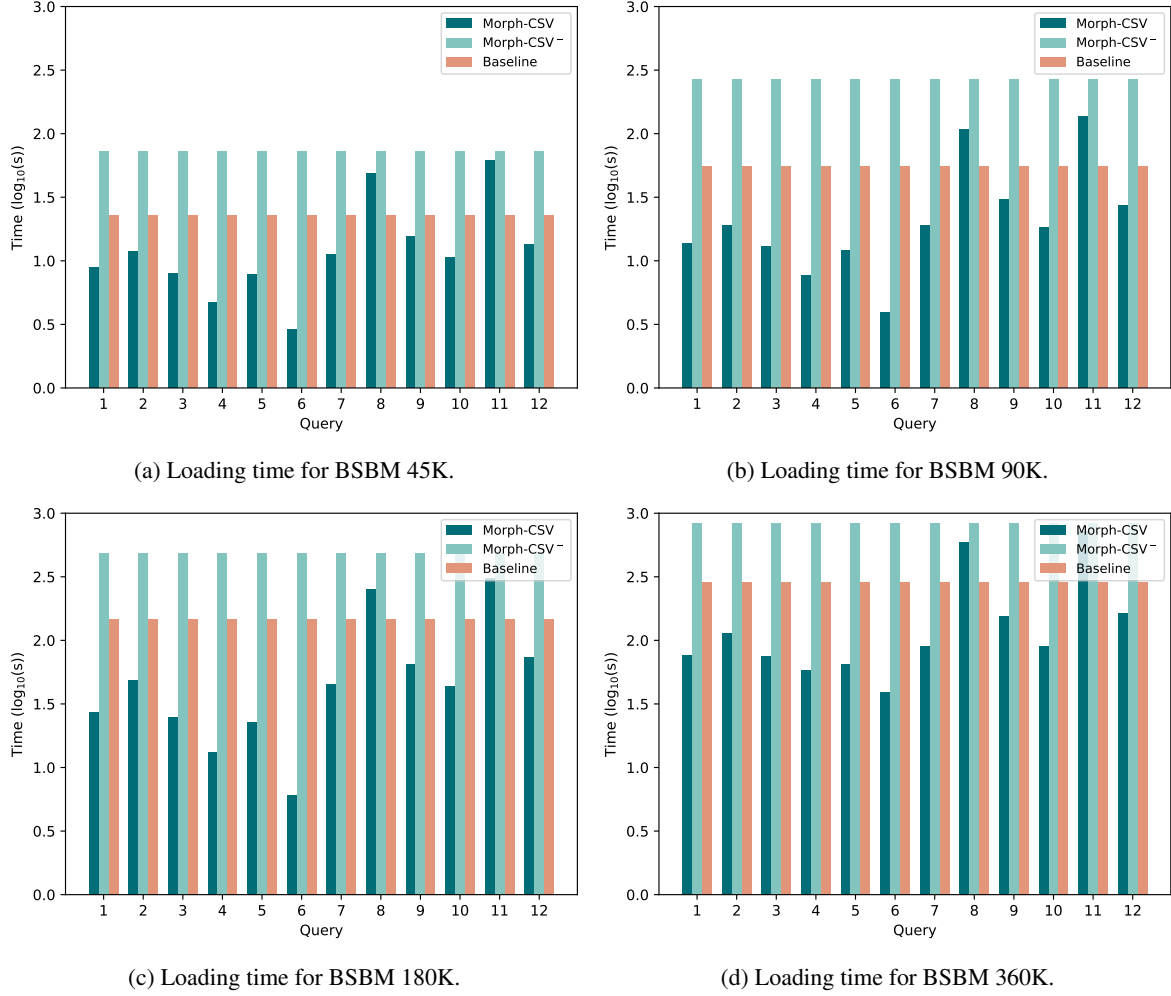 3.0
2.5
2.0
1.5
1.0
0.5
0.0
Time (log10(s))
1 2 3 4 5 6 7 8 9 10 11 12
Query
Morph-CSV
Morph-CSV−
Baseline
(a) Loading time for BSBM 45K.
3.0
2.5
2.0
1.5
1.0
0.5
0.0
Time (log10(s))
1 2 3 4 5 6 7 8 9 10 11 12
Query
Morph-CSV
Morph-CSV−
Baseline
(b) Loading time for BSBM 90K.
3.0
2.5
2.0
1.5
1.0
0.5
0.0
Time (log10(s))
1 2 3 4 5 6 7 8 9 10 11 12
Query
Morph-CSV
Morph-CSV−
Baseline
(c) Loading time for BSBM 180K.
3.0
2.5
2.0
1.5
1.0
0.5
0.0
Time (log10(s))
1 2 3 4 5 6 7 8 9 10 11 12
Query
Morph-CSV
Morph-CSV−
Baseline
(d) Loading time for BSBM 360K.